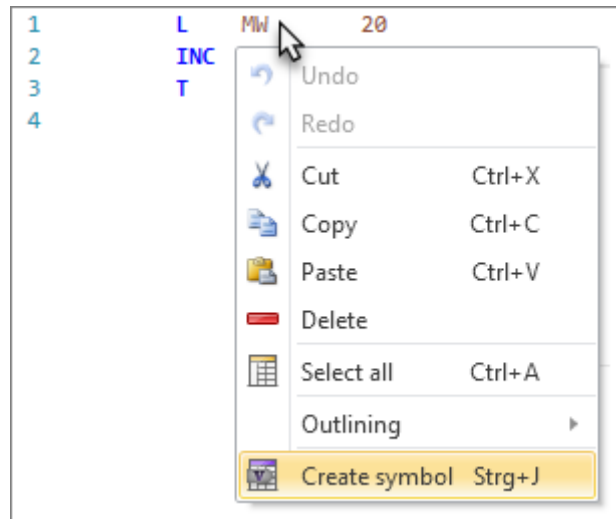 1 L MW 20
2 INC
3 T
4
Undo
Redo
Cut Ctrl+X
Copy Ctrl+C
Paste Ctrl+V
Delete
Select all Ctrl+A
Outlining
Create symbol Strg+J